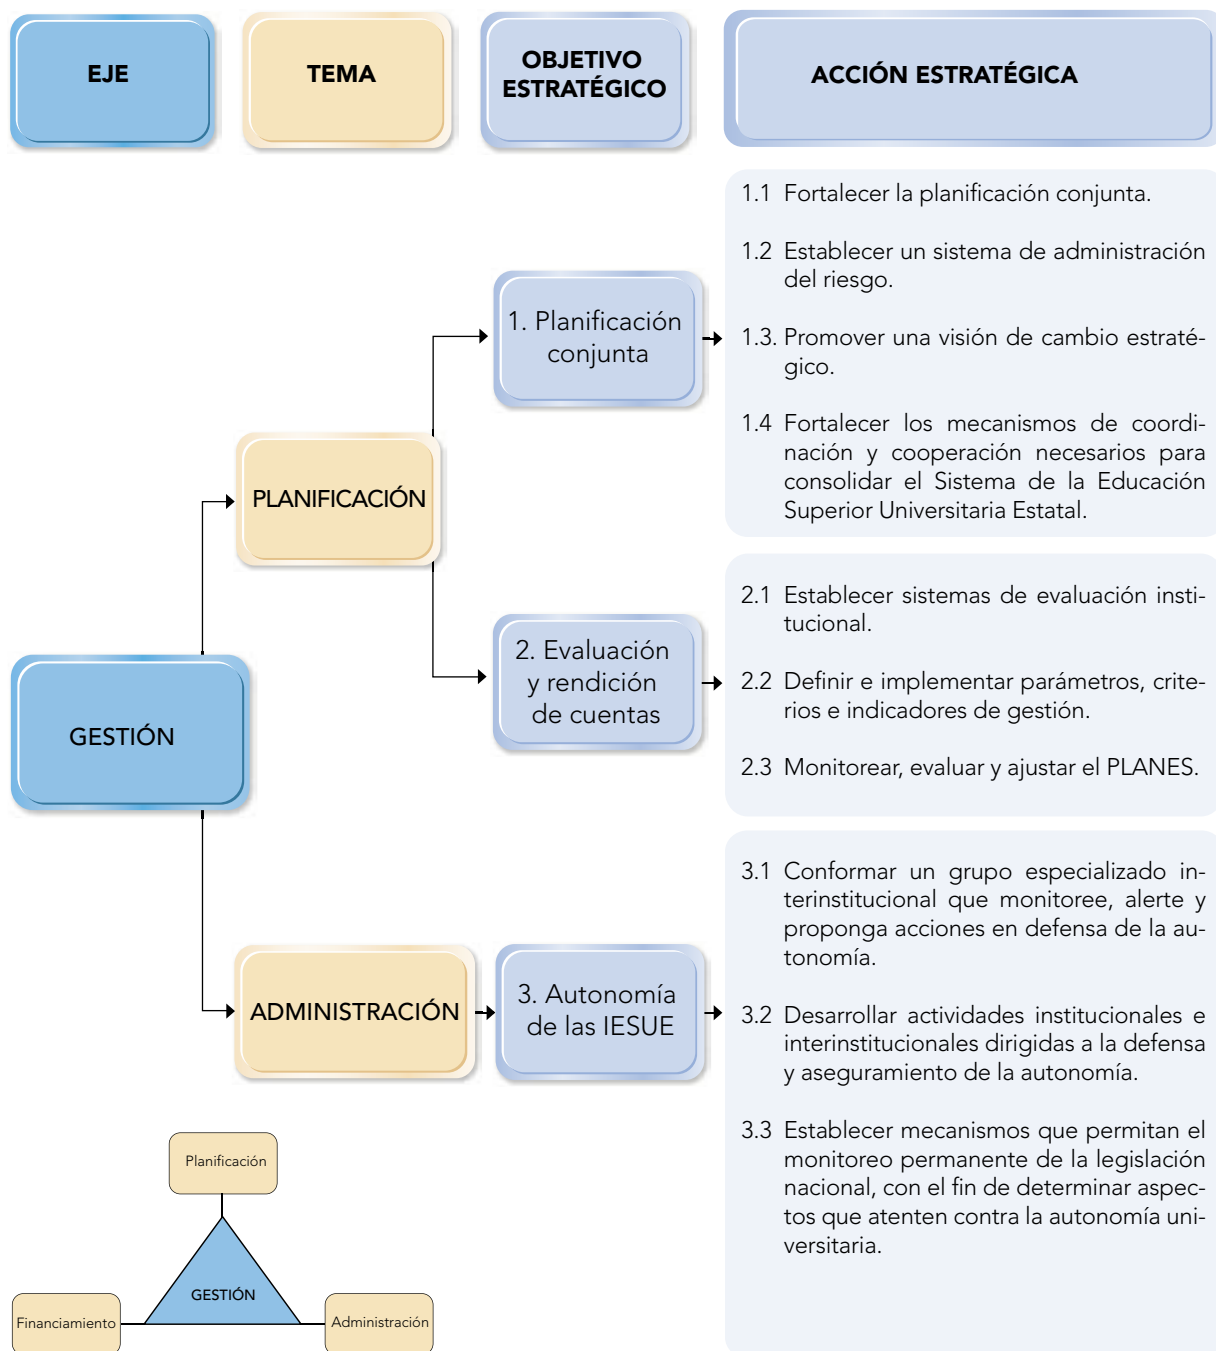 EJE
TEMA
OBJETIVO
ESTRATÉGICO
ACCIÓN ESTRATÉGICA
1.1 Fortalecer la planificación conjunta.
1.2 Establecer un sistema de administración
del riesgo.
1.3. Promover una visión de cambio estraté-
gico.
1.4 Fortalecer los mecanismos de coordi-
nación y cooperación necesarios para
consolidar el Sistema de la Educación
Superior Universitaria Estatal.
1. Planificación
conjunta
PLANIFICACIÓN
2. Evaluación
y rendición
de cuentas
2.1 Establecer sistemas de evaluación insti-
tucional.
2.2 Definir e implementar parámetros, crite-
rios e indicadores de gestión.
2.3 Monitorear, evaluar y ajustar el PLANES.
GESTIÓN
ADMINISTRACIÓN
3. Autonomía
de las IESUE
3.1 Conformar un grupo especializado in-
terinstitucional que monitoree, alerte y
proponga acciones en defensa de la au-
tonomía.
3.2 Desarrollar actividades institucionales e
interinstitucionales dirigidas a la defensa
y aseguramiento de la autonomía.
3.3 Establecer mecanismos que permitan el
monitoreo permanente de la legislación
nacional, con el fin de determinar aspec-
tos que atenten contra la autonomía uni-
versitaria.
Planificación
GESTIÓN
Financiamiento
Administración